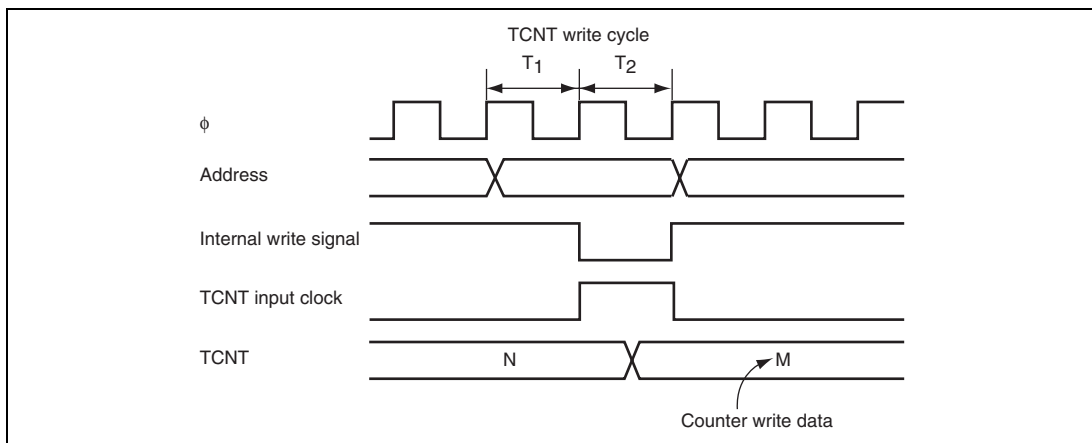 TCNT write cycle
T1 T2
ϕ
Address
Internal write signal
TCNT input clock
TCNT N M
Counter write data